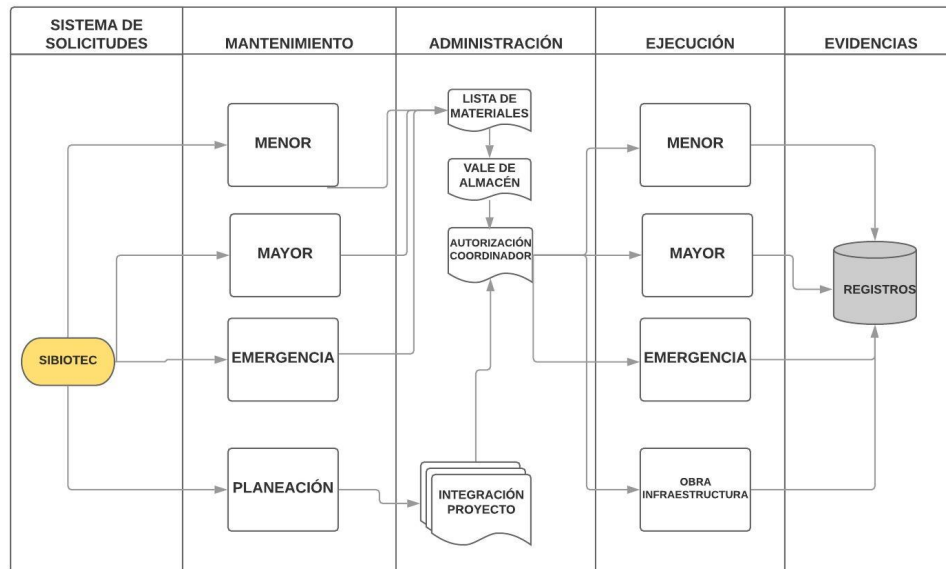 SISTEMA DE
SOLICITUDES
MANTENIMIENTO
ADMINISTRACIÓN
EJECUCIÓN
EVIDENCIAS
SIBIOTEC
MENOR
MAYOR
EMERGENCIA
PLANEACIÓN
LISTA DE
MATERIALES
VALE DE
ALMACÉN
AUTORIZACIÓN
COORDINADOR
INTEGRACIÓN
PROYECTO
MENOR
MAYOR
EMERGENCIA
OBRA
INFRAESTRUCTURA
REGISTROS